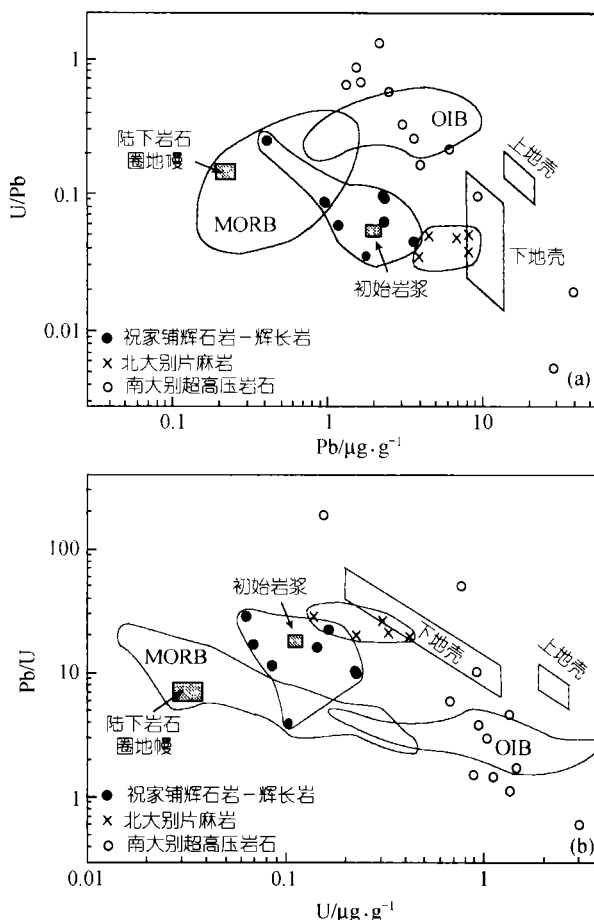 1
OIB
上地壳
陆下岩石
圈地幔
U/Pb
0.1
MORB
下地壳
初始岩浆
0.01
● 祝家铺辉石岩-辉长岩
× 北大别片麻岩
○ 南大别超高压岩石
(a)
0.1 1 10
Pb/μg·g⁻¹
100
初始岩浆
Pb/U
MORB
下地壳
上地壳
10
陆下岩石
圈地幔
OIB
1
● 祝家铺辉石岩-辉长岩
× 北大别片麻岩
○ 南大别超高压岩石
(b)
0.01 0.1 1
U/μg·g⁻¹